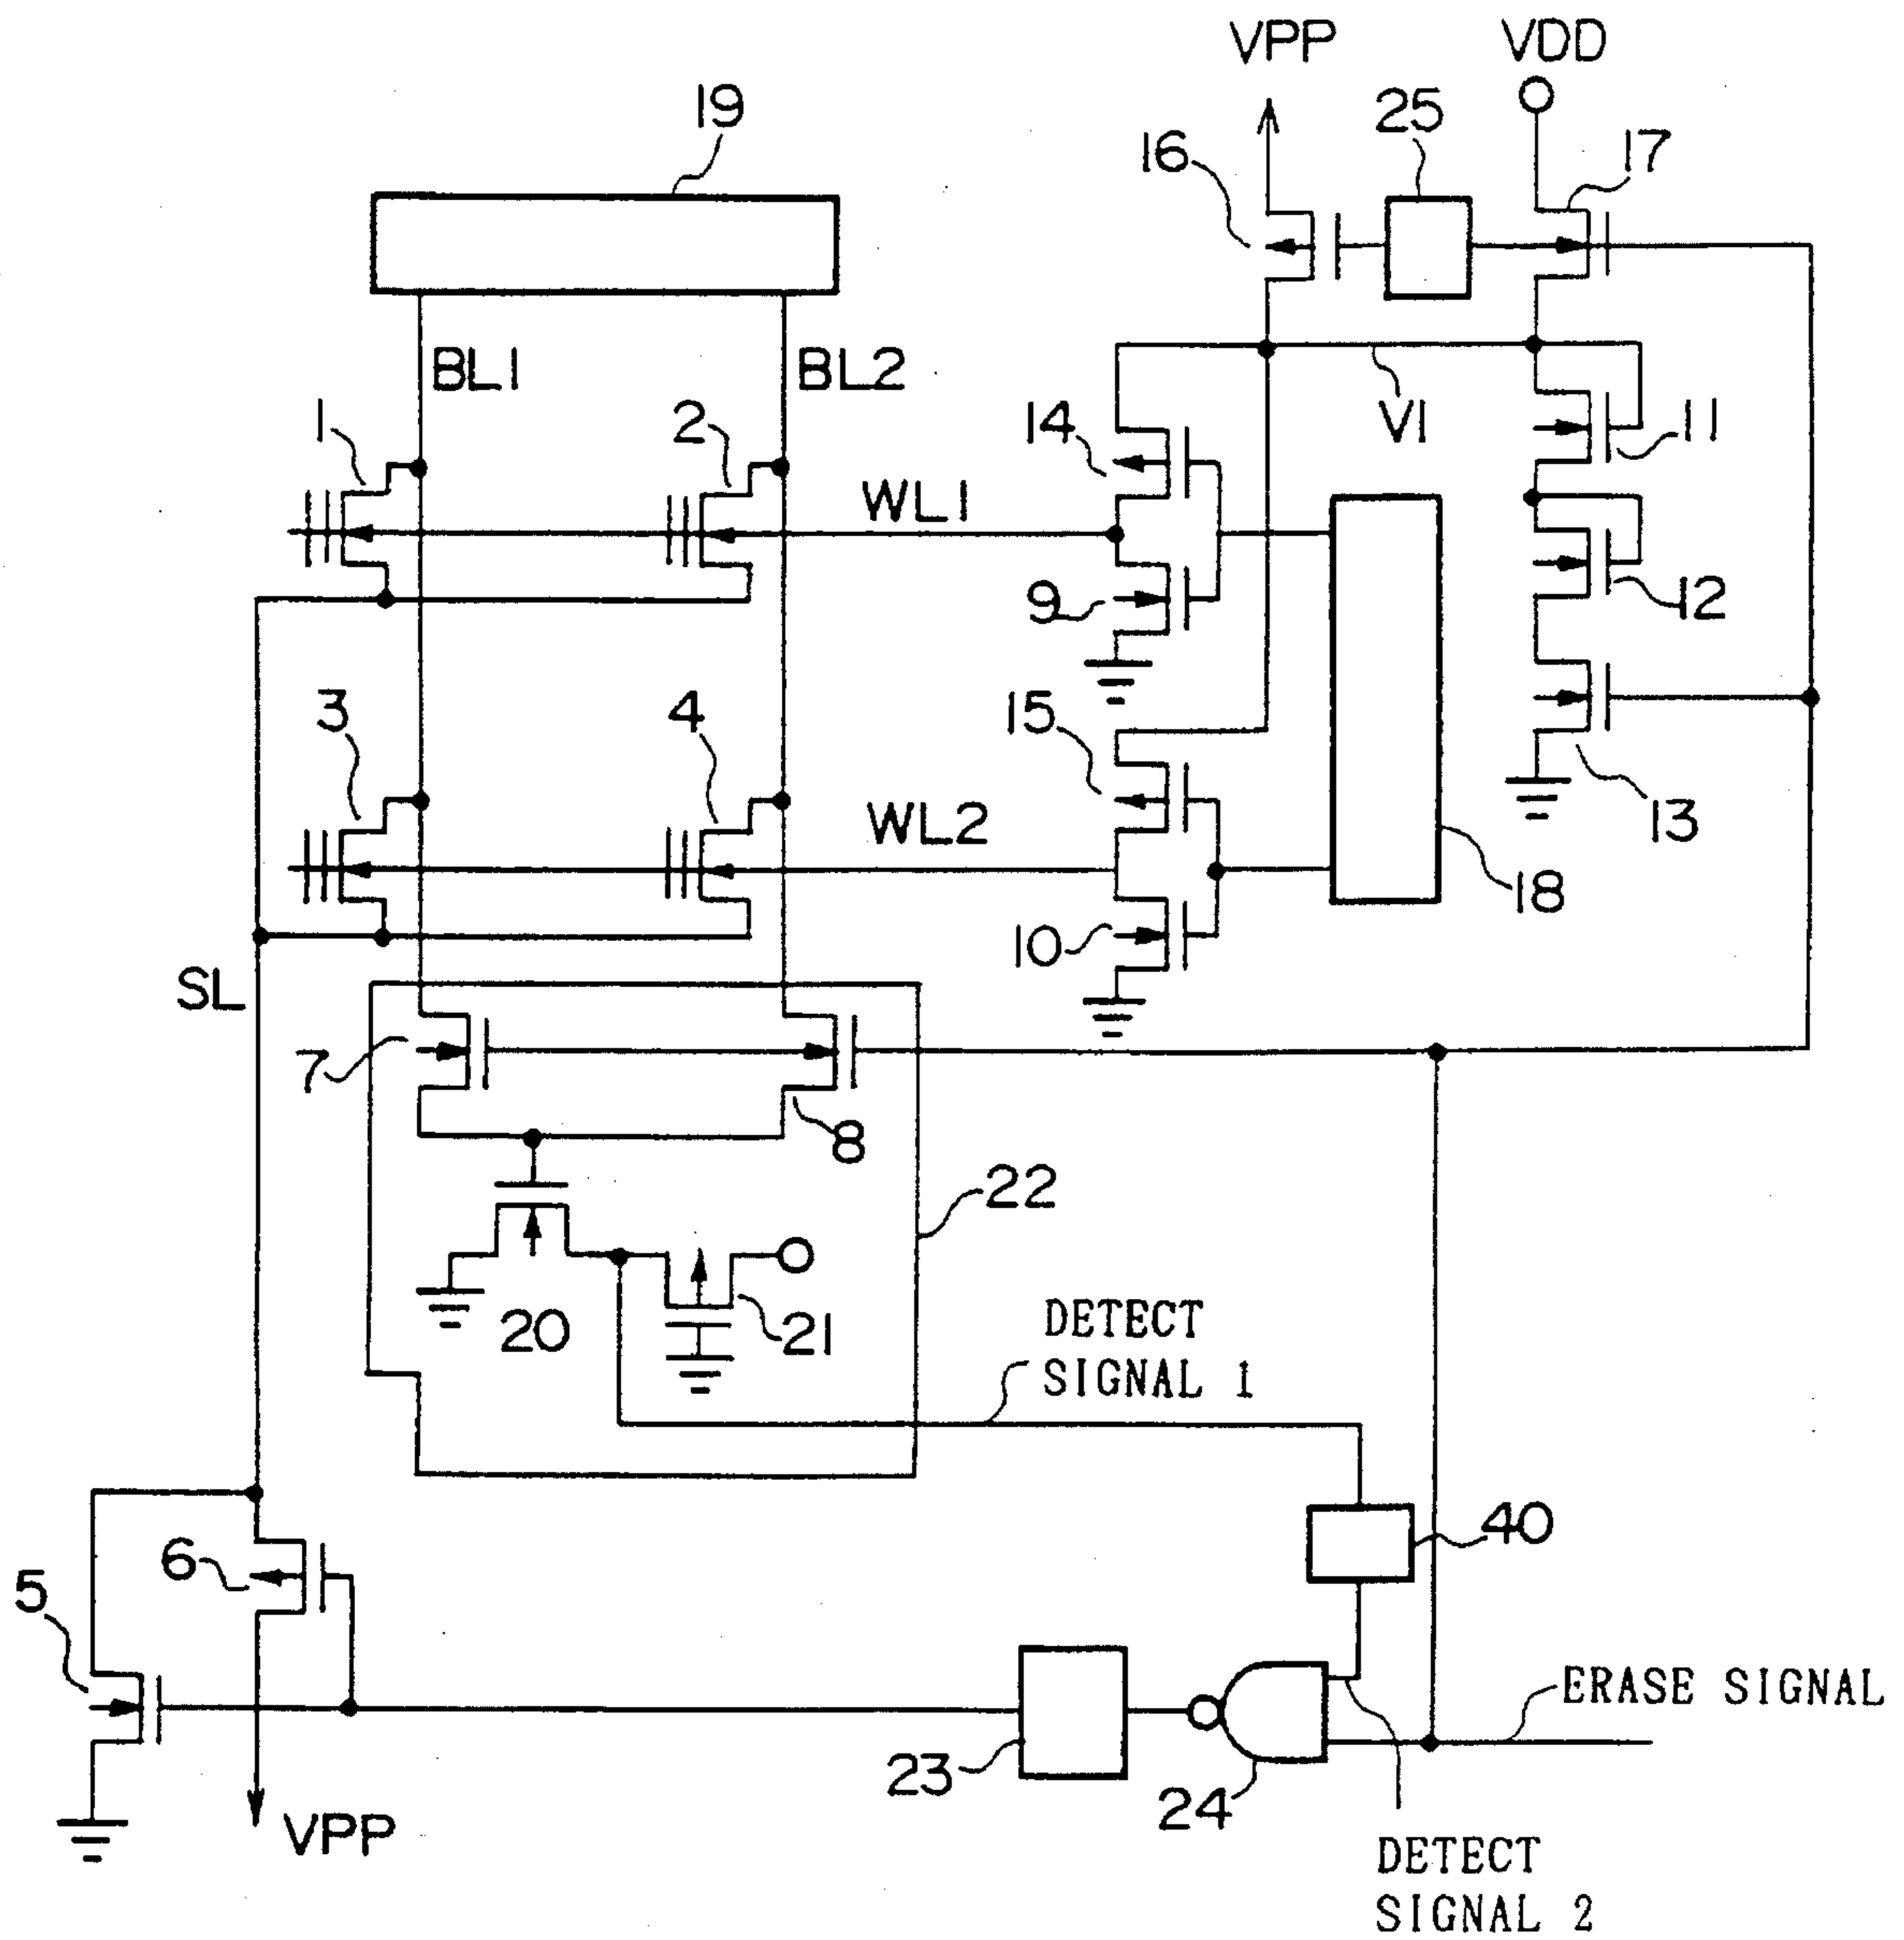 VPP
VDD
19
25
16
17
BL1
BL2
1
2
14
V1
11
WL1
9
12
3
4
15
WL2
13
18
10
SL
7
8
22
20
21
DETECT
SIGNAL 1
40
6
5
ERASE SIGNAL
23
24
VPP
DETECT
SIGNAL 2